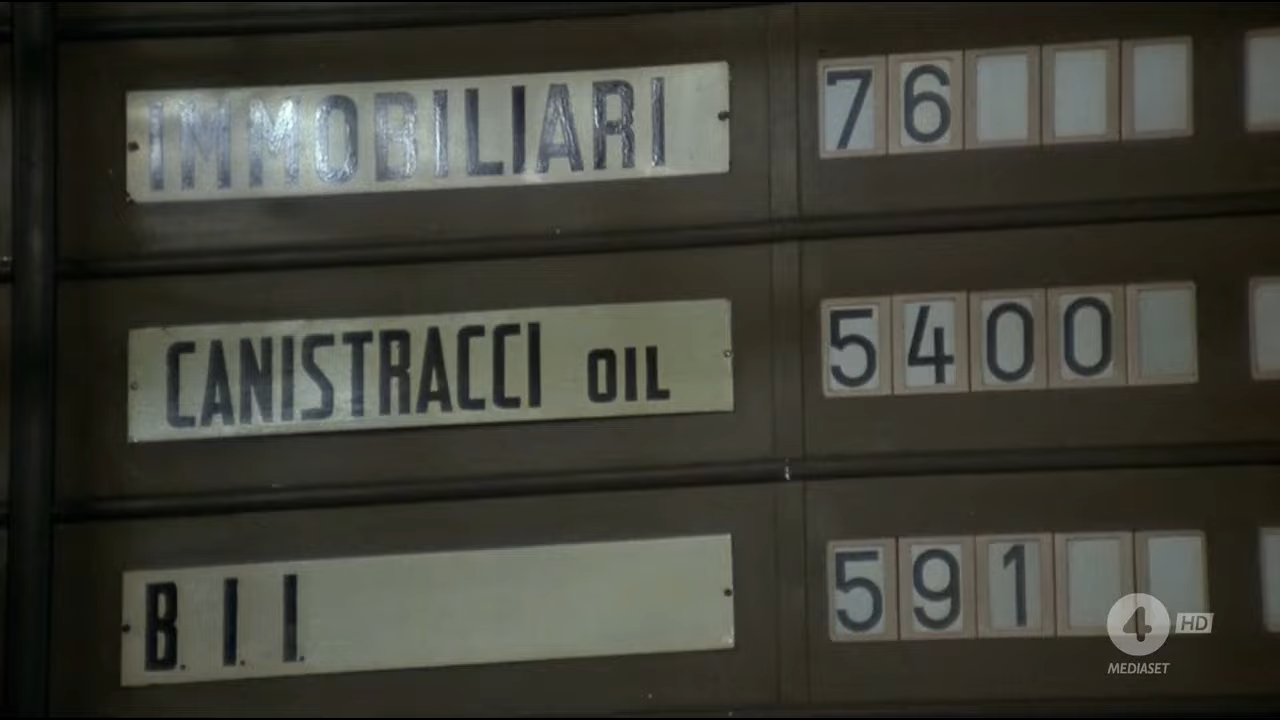 IMMOBILIARI 76
CANISTRACCI OIL 5400
B. I. I. 591
4 HD
MEDIASET